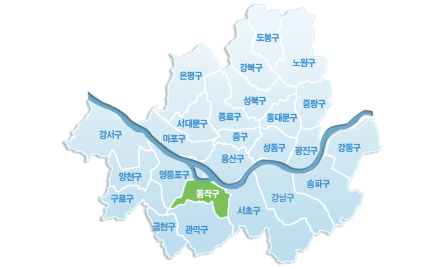 도봉구
노원구
강북구
은평구
성북구
중랑구
종로구
동대문구
서대문구
마포구
중구
성동구
광진구
강동구
강서구
용산구
양천구
영등포구
동작구
송파구
강남구
서초구
구로구
금천구
관악구